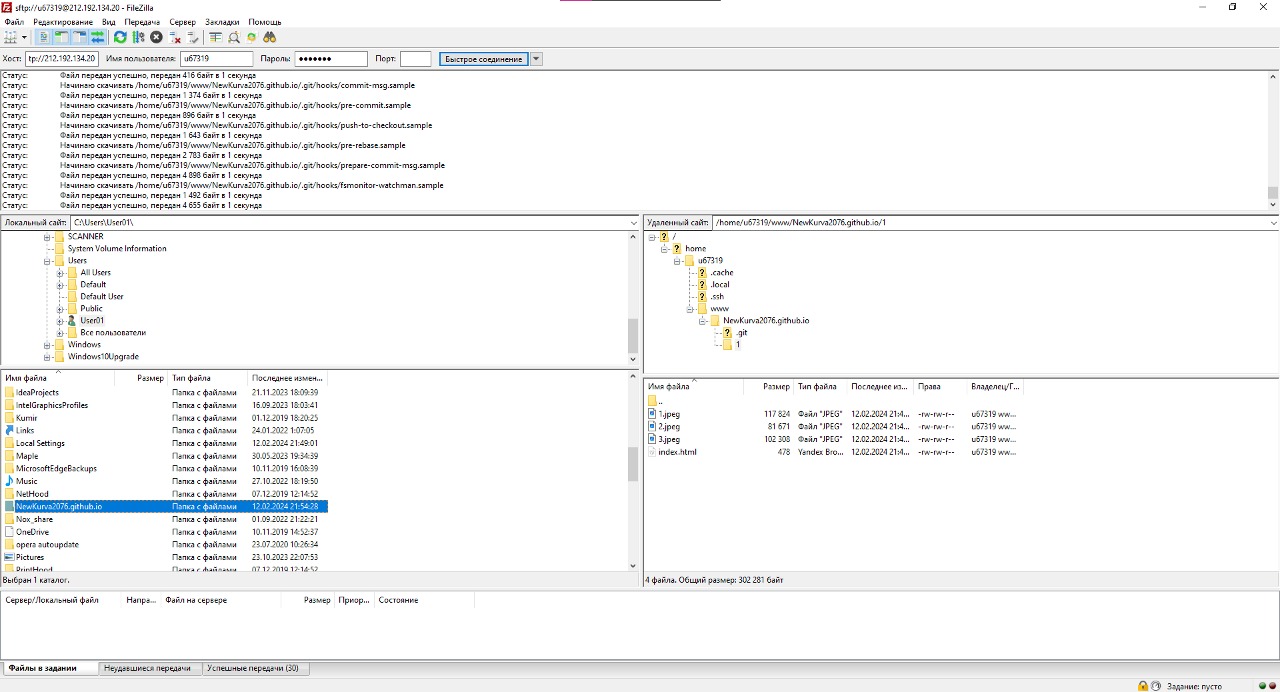 sftp://u67319@212.192.134.20 - FileZilla
Файл Редактирование Вид Передача Сервер Закладки Помощь
Хост: tp://212.192.134.20 Имя пользователя: u67319 Пароль: ●●●●●●● Порт: Быстрое соединение
Статус: Файл передан успешно, передан 416 байт в 1 секунда
Статус: Начинаю скачивать /home/u67319/www/NewKurva2076.github.io/.git/hooks/commit-msg.sample
Статус: Файл передан успешно, передан 1 374 байт в 1 секунда
Статус: Начинаю скачивать /home/u67319/www/NewKurva2076.github.io/.git/hooks/pre-commit.sample
Статус: Файл передан успешно, передан 896 байт в 1 секунда
Статус: Начинаю скачивать /home/u67319/www/NewKurva2076.github.io/.git/hooks/push-to-checkout.sample
Статус: Файл передан успешно, передан 1 643 байт в 1 секунда
Статус: Начинаю скачивать /home/u67319/www/NewKurva2076.github.io/.git/hooks/pre-rebase.sample
Статус: Файл передан успешно, передан 2 783 байт в 1 секунда
Статус: Начинаю скачивать /home/u67319/www/NewKurva2076.github.io/.git/hooks/prepare-commit-msg.sample
Статус: Файл передан успешно, передан 4 898 байт в 1 секунда
Статус: Начинаю скачивать /home/u67319/www/NewKurva2076.github.io/.git/hooks/fsmonitor-watchman.sample
Статус: Файл передан успешно, передан 1 492 байт в 1 секунда
Статус: Файл передан успешно, передан 4 655 байт в 1 секунда
Локальный сайт: C:\Users\User01\
SCANNER
System Volume Information
Users
All Users
Default
Default User
Public
User01
Все пользователи
Windows
Windows10Upgrade
Имя файла Размер Тип файла Последнее измен...
IdeaProjects Папка с файлами 21.11.2023 18:09:39
IntelGraphicsProfiles Папка с файлами 16.09.2023 18:03:41
Kumir Папка с файлами 01.12.2019 18:20:25
Links Папка с файлами 24.01.2022 1:07:05
Local Settings Папка с файлами 12.02.2024 21:49:01
Maple Папка с файлами 30.05.2023 19:34:39
MicrosoftEdgeBackups Папка с файлами 10.11.2019 16:08:39
Music Папка с файлами 27.10.2022 18:19:50
NetHood Папка с файлами 07.12.2019 12:14:52
NewKurva2076.github.io Папка с файлами 12.02.2024 21:54:28
Nox_share Папка с файлами 01.09.2022 21:22:21
OneDrive Папка с файлами 10.11.2019 14:52:37
opera autoupdate Папка с файлами 23.07.2020 10:26:34
Pictures Папка с файлами 23.10.2023 22:07:53
PrintHood Папка с файлами 07.12.2019 12:14:52
Выбран 1 каталог.
Удаленный сайт: /home/u67319/www/NewKurva2076.github.io/1
/
home
u67319
.cache
.local
.ssh
www
NewKurva2076.github.io
.git
1
Имя файла Размер Тип файла Последнее из... Права Владелец/Г...
..
1.jpeg 117 824 Файл "JPEG" 12.02.2024 21:4... -rw-rw-r-- u67319 ww...
2.jpeg 81 671 Файл "JPEG" 12.02.2024 21:4... -rw-rw-r-- u67319 ww...
3.jpeg 102 308 Файл "JPEG" 12.02.2024 21:4... -rw-rw-r-- u67319 ww...
index.html 478 Yandex Bro... 12.02.2024 21:4... -rw-rw-r-- u67319 ww...
4 файла. Общий размер: 302 281 байт
Сервер/Локальный файл Напра... Файл на сервере Размер Приор... Состояние
Файлы в задании Неудавшиеся передачи Успешные передачи (30)
Задание: пусто